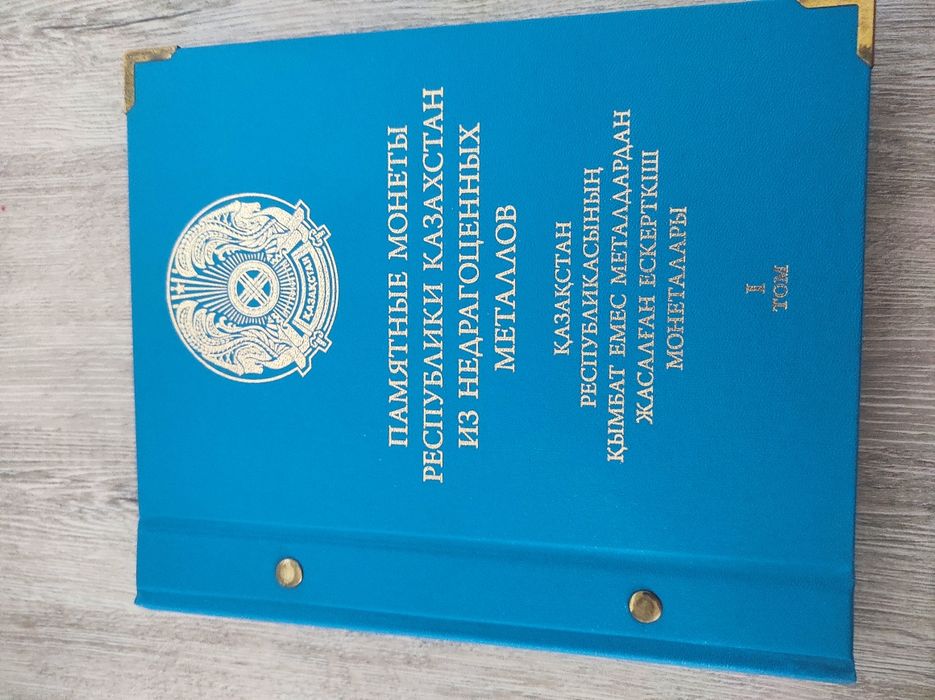 ҚАЗАҚСТАН
ПАМЯТНЫЕ МОНЕТЫ
РЕСПУБЛИКИ КАЗАХСТАН
ИЗ НЕДРАГОЦЕННЫХ
МЕТАЛЛОВ
ҚАЗАҚСТАН
РЕСПУБЛИКАСЫНЫҢ
ҚЫМБАТ ЕМЕС МЕТАЛДАРДАН
ЖАСАЛҒАН ЕСКЕРТКІШ
МОНЕТАЛАРЫ
I
ТОМ